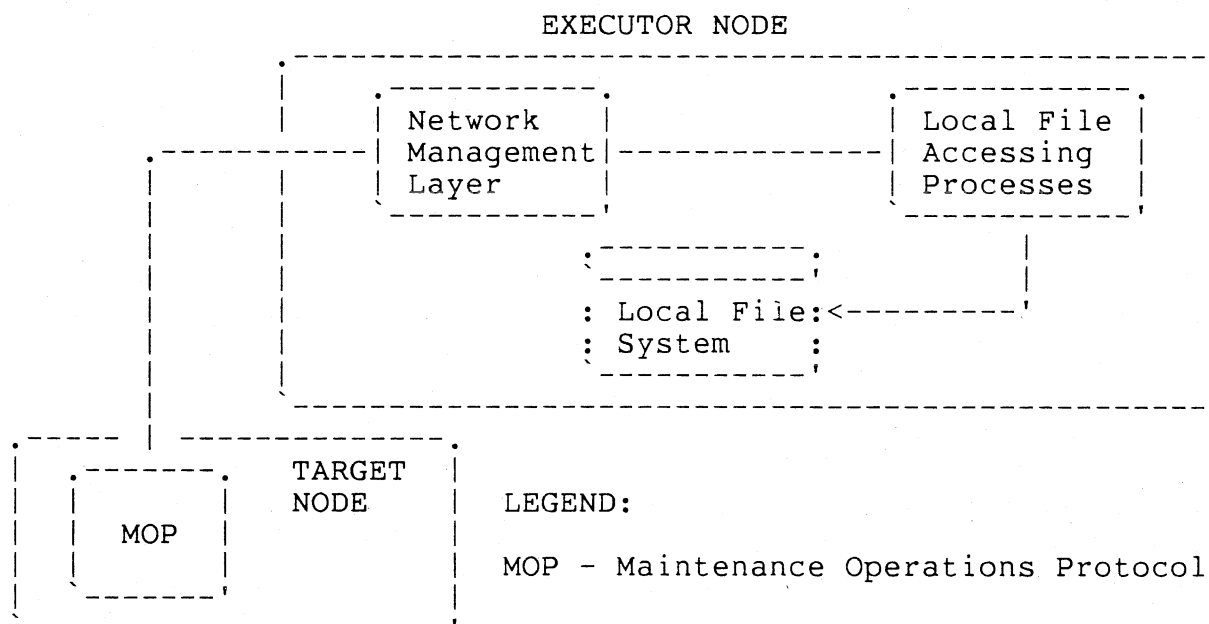 EXECUTOR NODE
Network
Management
Layer
Local File
Accessing
Processes
Local File
System
TARGET
NODE
MOP
LEGEND:
MOP - Maintenance Operations Protocol